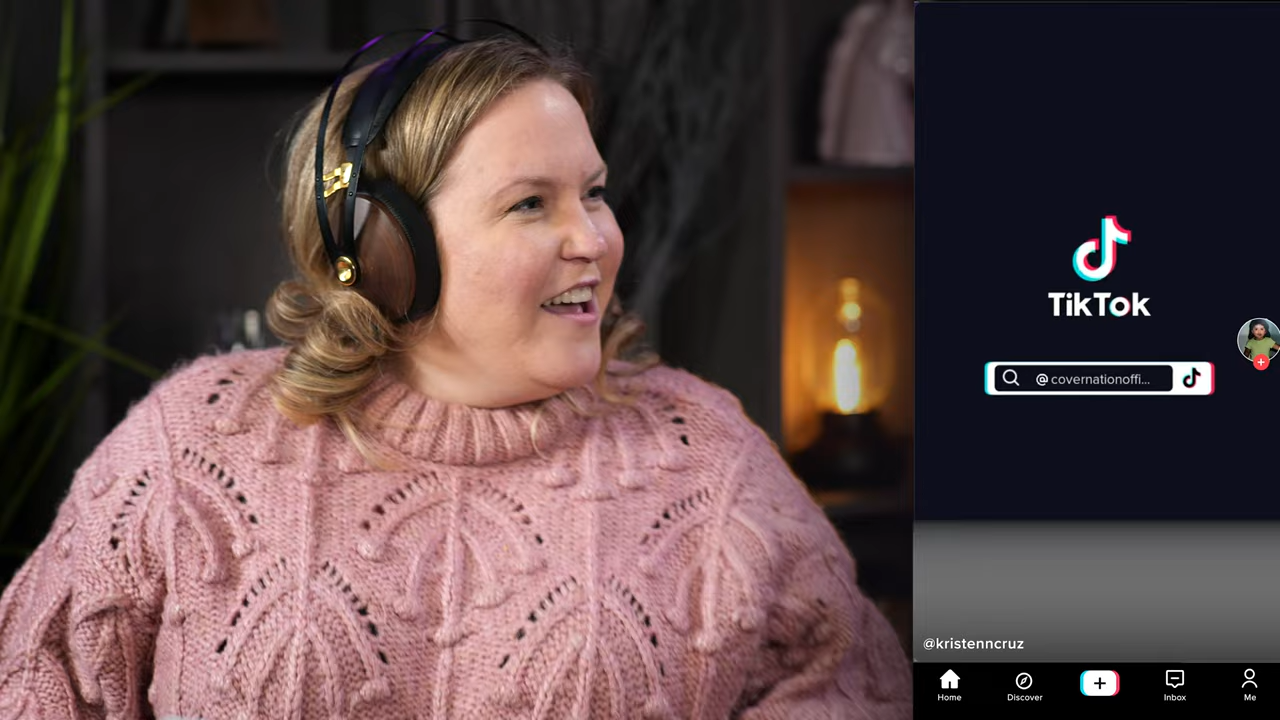 TikTok
@covernationoffi...
@kristenncruz
Home
Discover
Inbox
Me